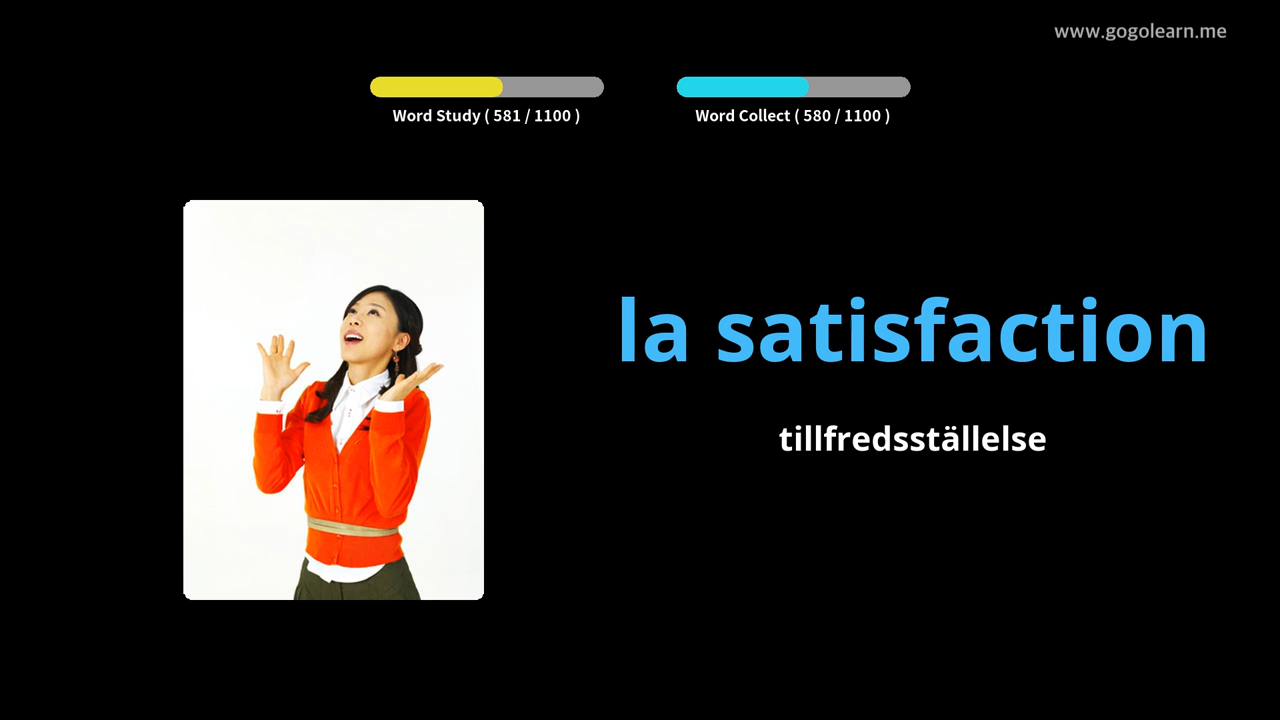 www.gogolearn.me
Word Study ( 581 / 1100 )
Word Collect ( 580 / 1100 )
la satisfaction
tillfredsställelse